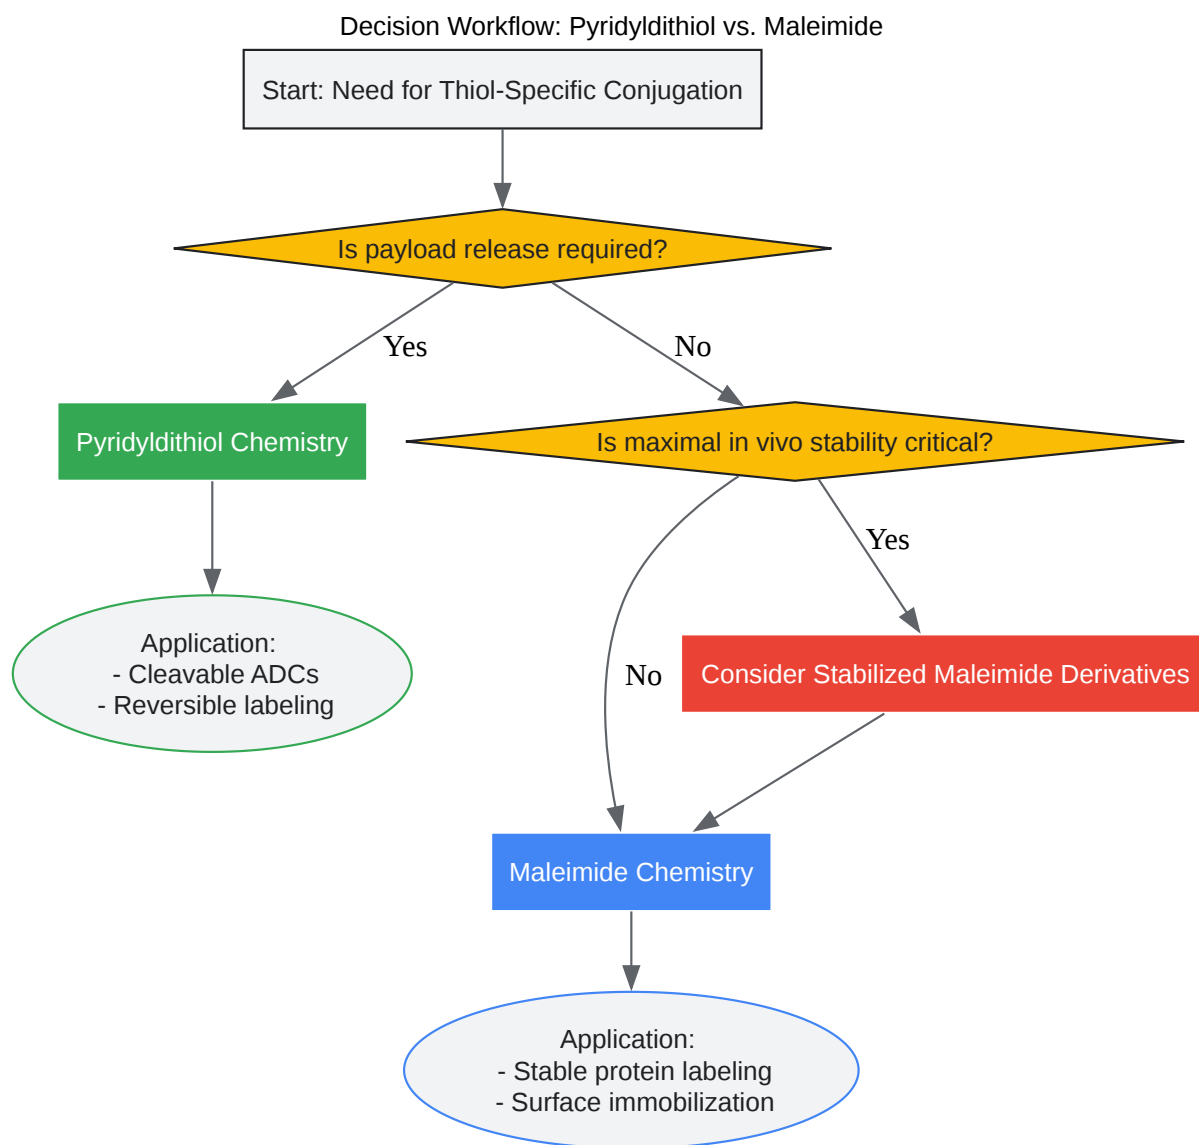 Decision Workflow: Pyridyldithiol vs. Maleimide
Start: Need for Thiol-Specific Conjugation
Is payload release required?
Yes
No
Pyridyldithiol Chemistry
Is maximal in vivo stability critical?
Yes
Application:
- Cleavable ADCs
- Reversible labeling
No
Consider Stabilized Maleimide Derivatives
Maleimide Chemistry
Application:
- Stable protein labeling
- Surface immobilization